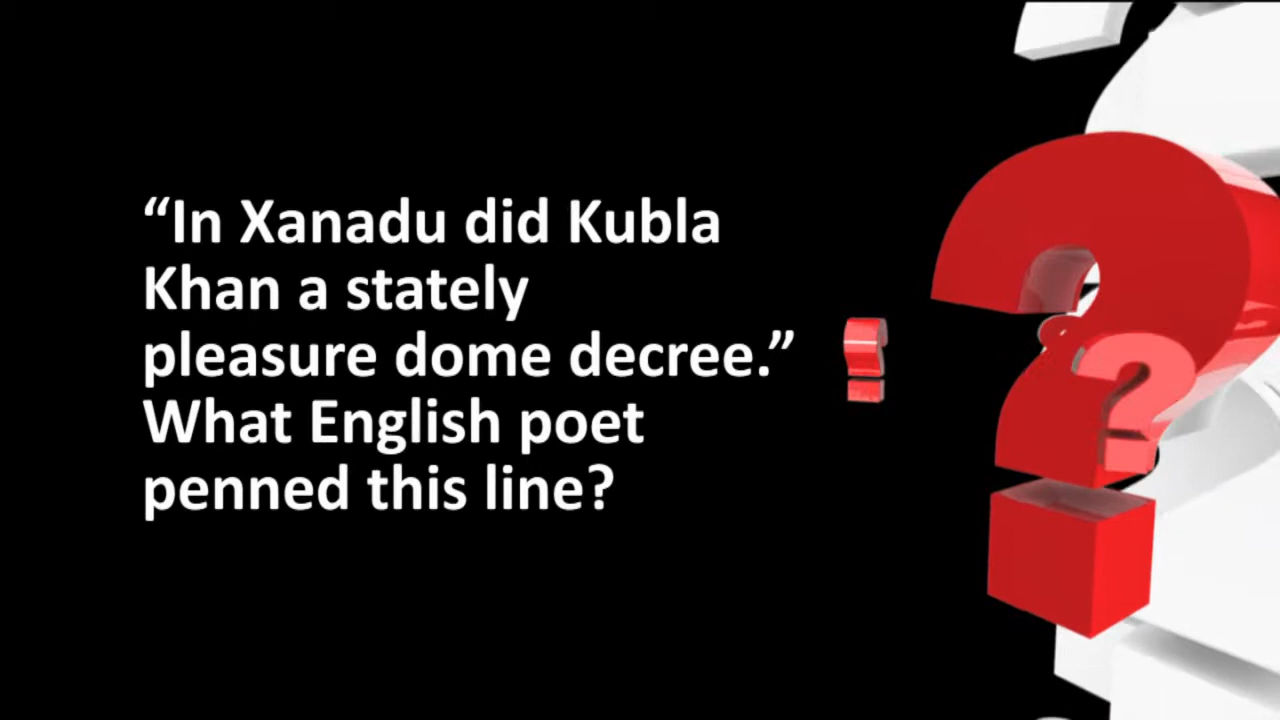 “In Xanadu did Kubla
Khan a stately
pleasure dome decree.”
What English poet
penned this line?